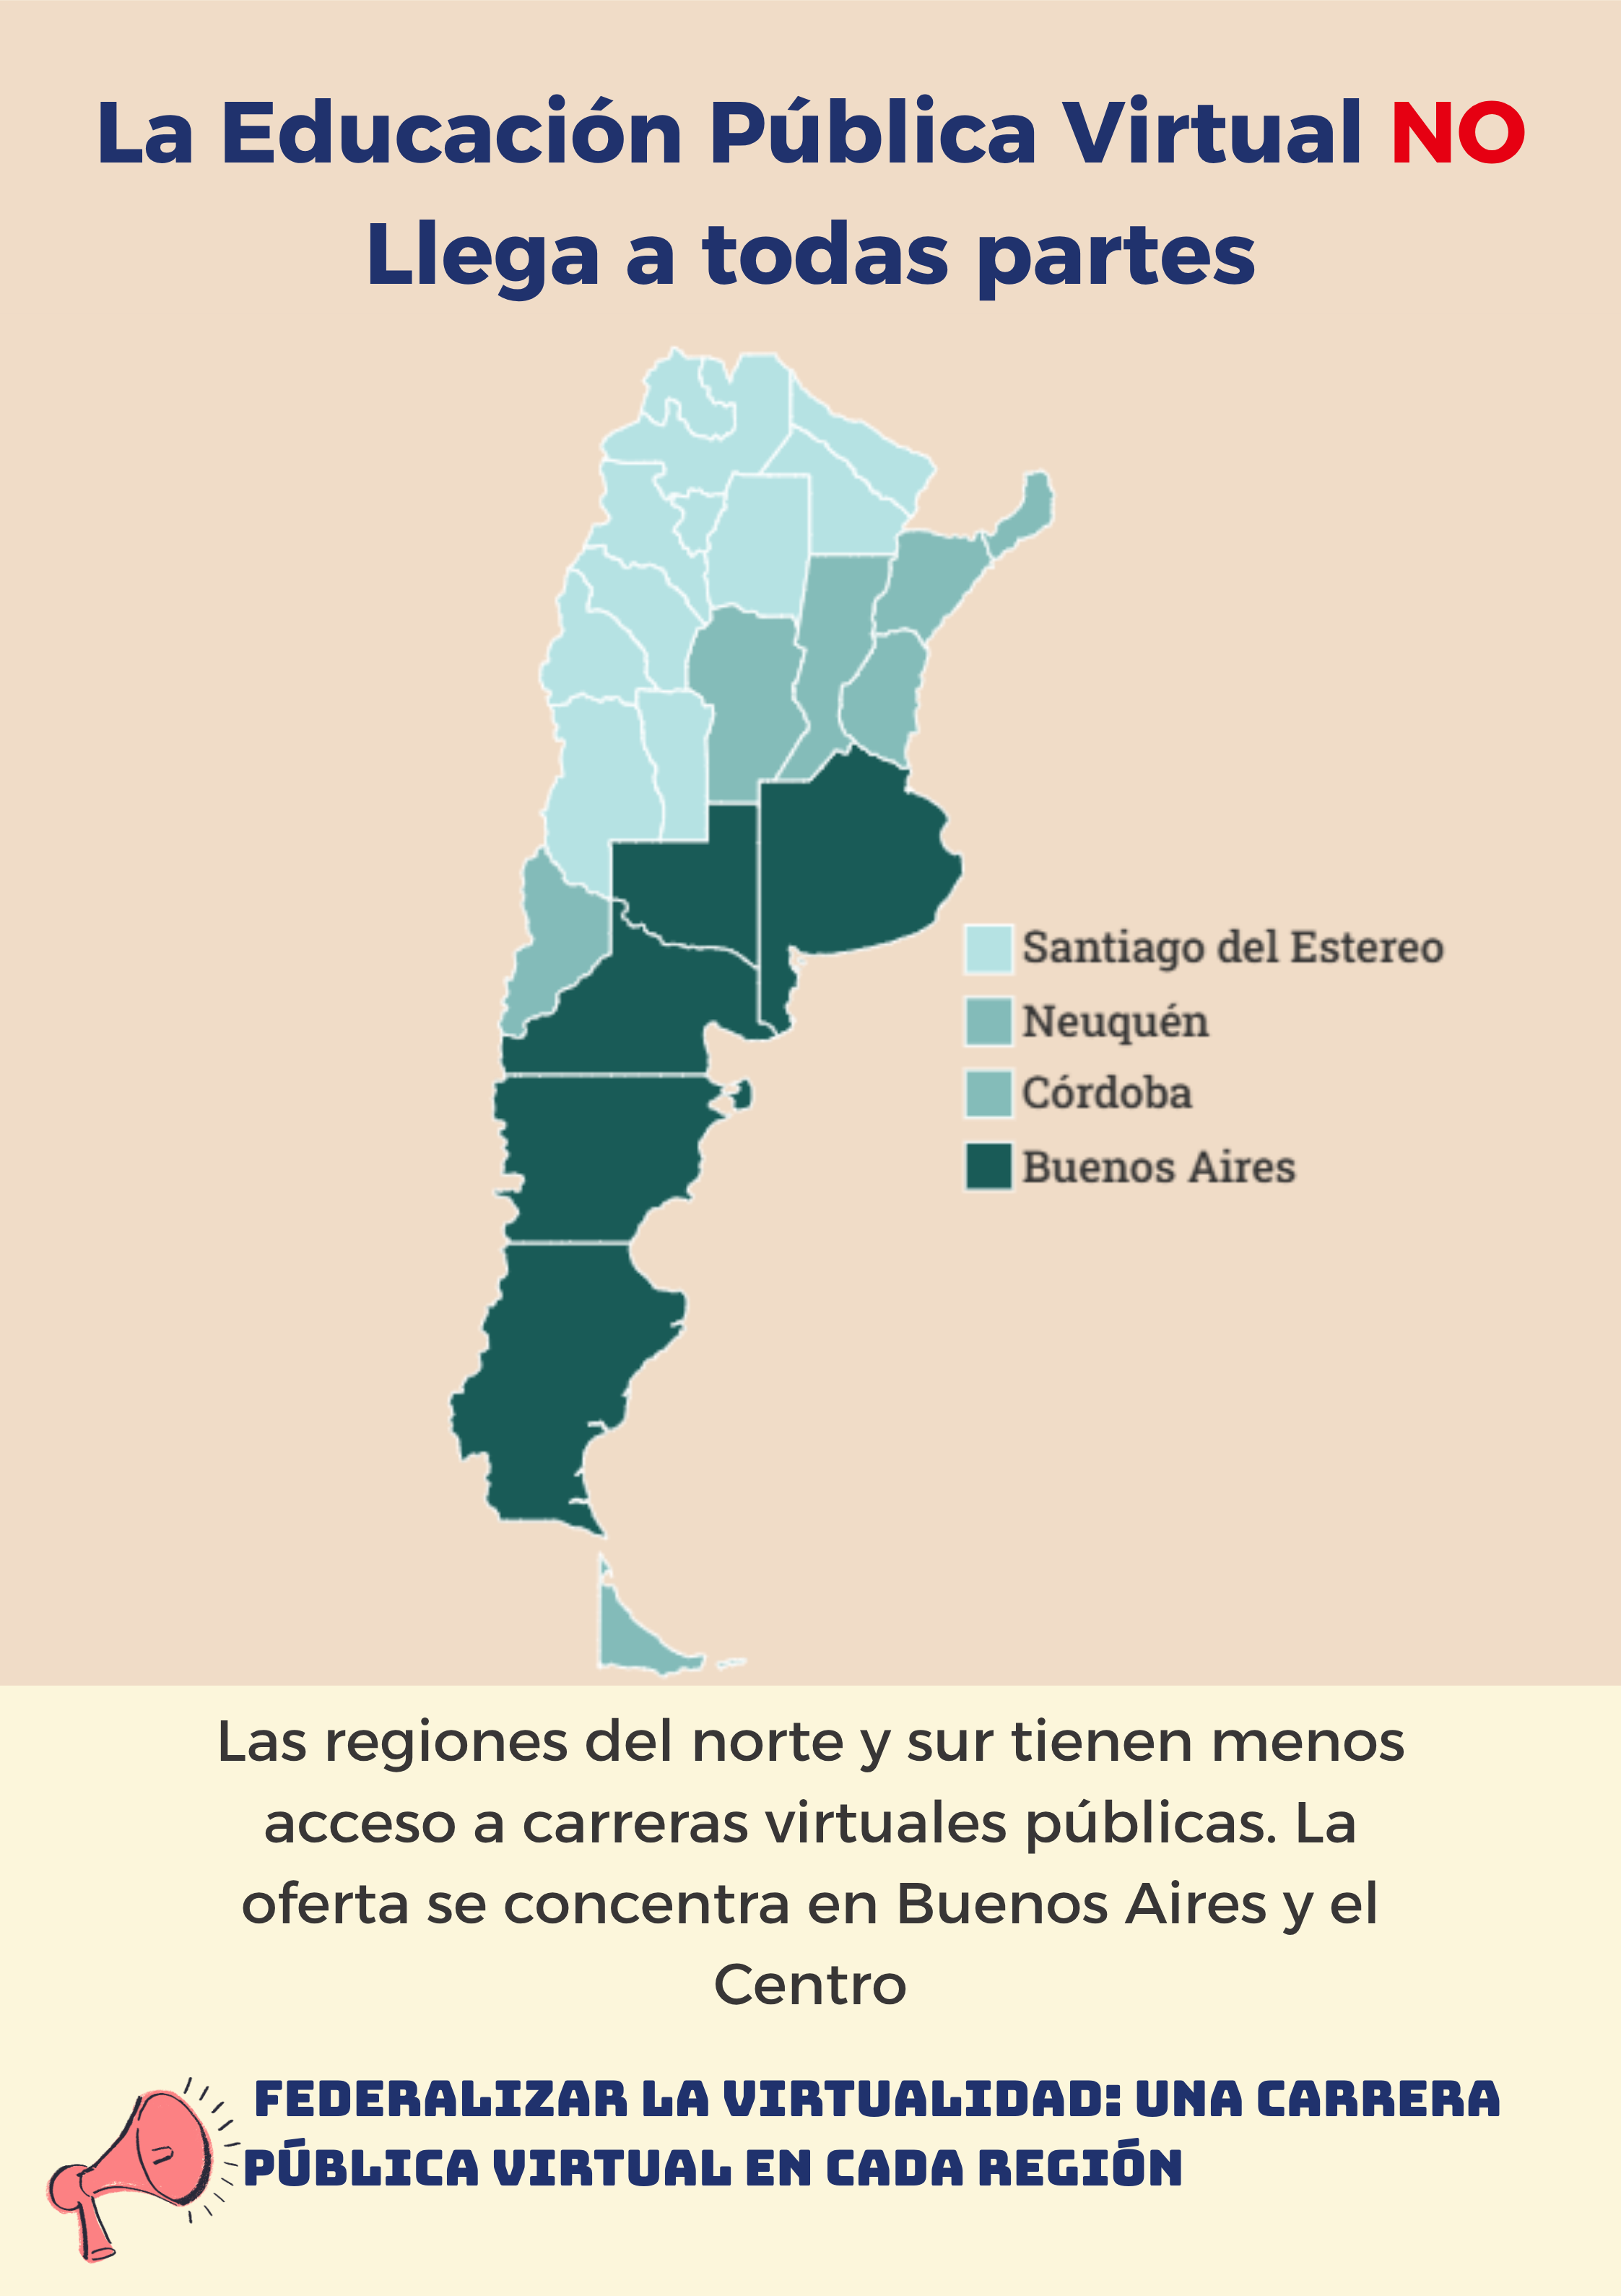 La Educación Pública Virtual NO
Llega a todas partes
Santiago del Estereo
Neuquén
Córdoba
Buenos Aires
Las regiones del norte y sur tienen menos
acceso a carreras virtuales públicas. La
oferta se concentra en Buenos Aires y el
Centro
FEDERALIZAR LA VIRTUALIDAD: UNA CARRERA
PÚBLICA VIRTUAL EN CADA REGIÓN